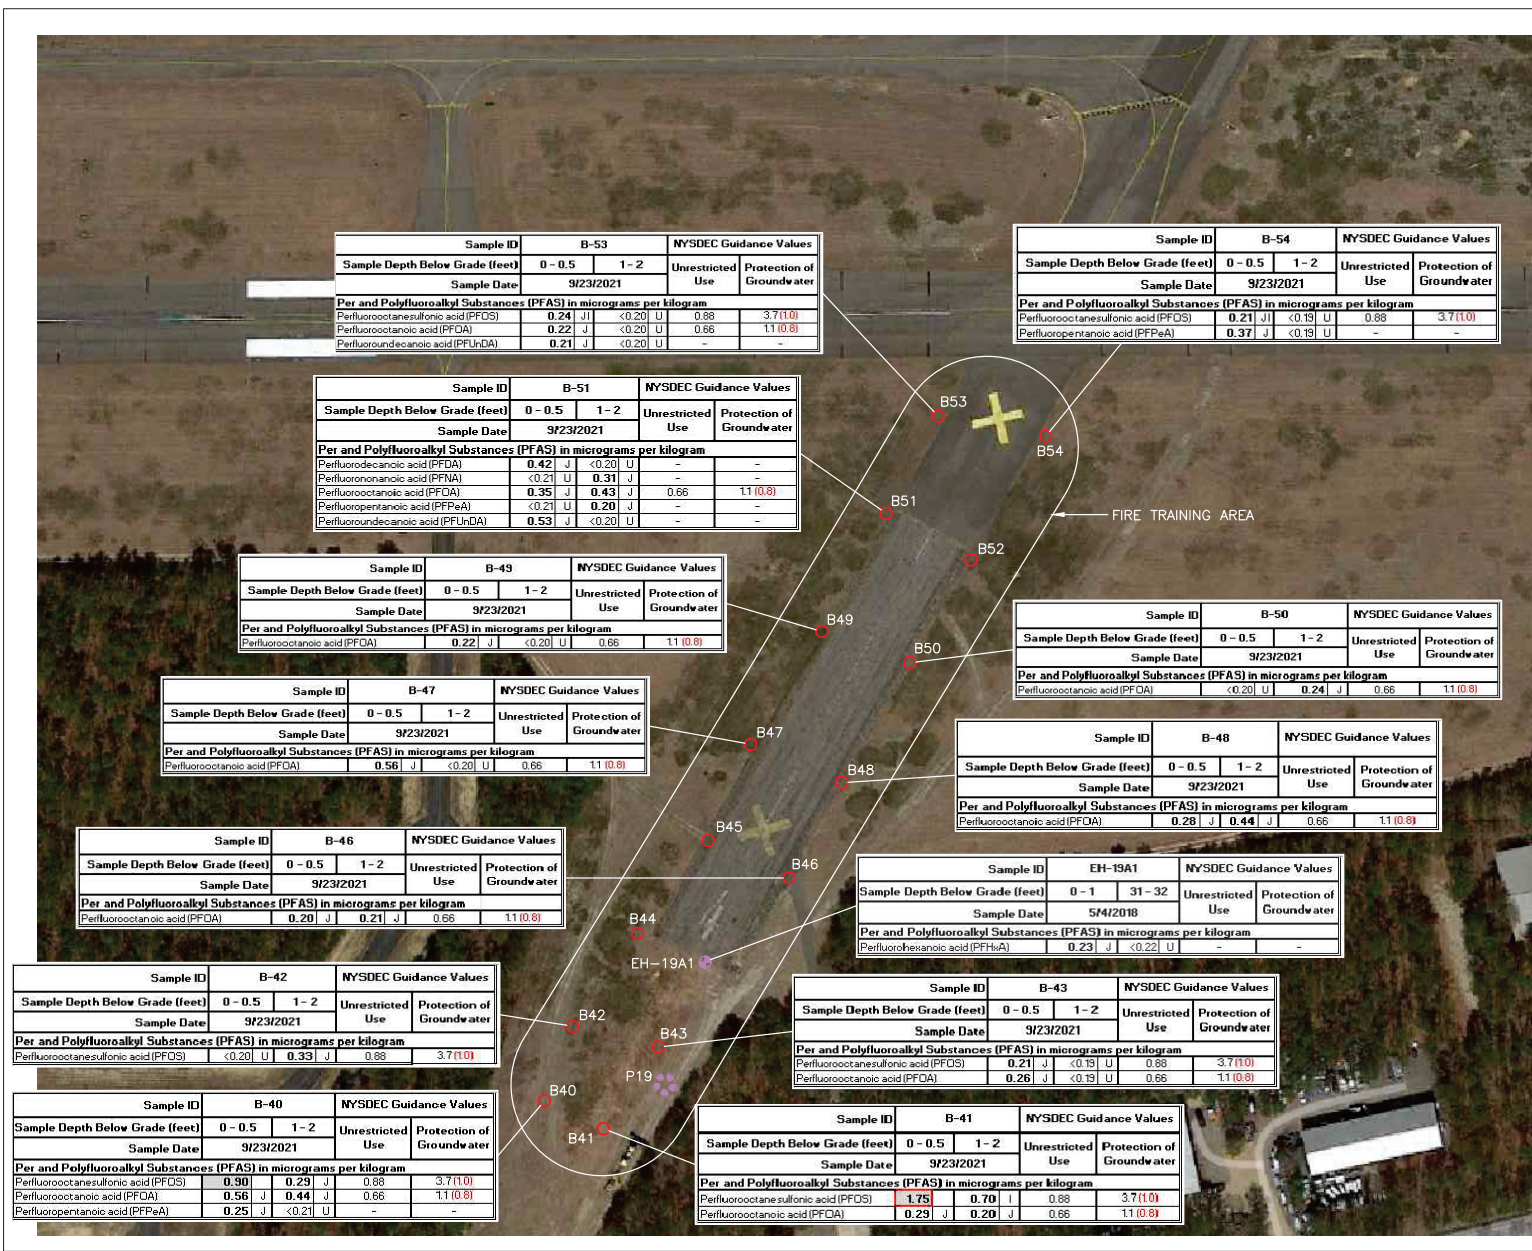 Sample ID B-53 NYSDEC Guidance Values
Sample Depth Below Grade (feet) 0 - 0.5 1 - 2 Unrestricted Use Protection of Groundwater
Sample Date 9/23/2021
Per and Polyfluoroalkyl Substances (PFAS) in micrograms per kilogram
Perfluorooctanesulfonic acid (PFOS) 0.24 JI <0.20 U 0.88 3.7 (1.0)
Perfluorooctanoic acid (PFOA) 0.22 J <0.20 U 0.66 1.1 (0.8)
Perfluoroundecanoic acid (PFUnDA) 0.21 J <0.20 U - -
Sample ID B-54 NYSDEC Guidance Values
Sample Depth Below Grade (feet) 0 - 0.5 1 - 2 Unrestricted Use Protection of Groundwater
Sample Date 9/23/2021
Per and Polyfluoroalkyl Substances (PFAS) in micrograms per kilogram
Perfluorooctanesulfonic acid (PFOS) 0.21 JI <0.19 U 0.88 3.7 (1.0)
Perfluoropentanoic acid (PFPeA) 0.37 J <0.19 U - -
Sample ID B-51 NYSDEC Guidance Values
Sample Depth Below Grade (feet) 0 - 0.5 1 - 2 Unrestricted Use Protection of Groundwater
Sample Date 9/23/2021
Per and Polyfluoroalkyl Substances (PFAS) in micrograms per kilogram
Perfluorodecanoic acid (PFDA) 0.42 J <0.20 U - -
Perfluorononanoic acid (PFNA) <0.21 U 0.31 J - -
Perfluorooctanoic acid (PFOA) 0.35 J 0.43 J 0.66 1.1 (0.8)
Perfluoropentanoic acid (PFPeA) <0.21 U 0.20 J - -
Perfluoroundecanoic acid (PFUnDA) 0.53 J <0.20 U - -
B53
B54
B51
FIRE TRAINING AREA
B52
Sample ID B-49 NYSDEC Guidance Values
Sample Depth Below Grade (feet) 0 - 0.5 1 - 2 Unrestricted Use Protection of Groundwater
Sample Date 9/23/2021
Per and Polyfluoroalkyl Substances (PFAS) in micrograms per kilogram
Perfluorooctanoic acid (PFOA) 0.22 J <0.20 U 0.66 1.1 (0.8)
B49
B50
Sample ID B-50 NYSDEC Guidance Values
Sample Depth Below Grade (feet) 0 - 0.5 1 - 2 Unrestricted Use Protection of Groundwater
Sample Date 9/23/2021
Per and Polyfluoroalkyl Substances (PFAS) in micrograms per kilogram
Perfluorooctanoic acid (PFOA) <0.20 U 0.24 J 0.66 1.1 (0.8)
Sample ID B-47 NYSDEC Guidance Values
Sample Depth Below Grade (feet) 0 - 0.5 1 - 2 Unrestricted Use Protection of Groundwater
Sample Date 9/23/2021
Per and Polyfluoroalkyl Substances (PFAS) in micrograms per kilogram
Perfluorooctanoic acid (PFOA) 0.56 J <0.20 U 0.66 1.1 (0.8)
B47
B48
Sample ID B-48 NYSDEC Guidance Values
Sample Depth Below Grade (feet) 0 - 0.5 1 - 2 Unrestricted Use Protection of Groundwater
Sample Date 9/23/2021
Per and Polyfluoroalkyl Substances (PFAS) in micrograms per kilogram
Perfluorooctanoic acid (PFOA) 0.28 J 0.44 J 0.66 1.1 (0.8)
Sample ID B-46 NYSDEC Guidance Values
Sample Depth Below Grade (feet) 0 - 0.5 1 - 2 Unrestricted Use Protection of Groundwater
Sample Date 9/23/2021
Per and Polyfluoroalkyl Substances (PFAS) in micrograms per kilogram
Perfluorooctanoic acid (PFOA) 0.20 J 0.21 J 0.66 1.1 (0.8)
B45
B46
Sample ID EH-19A1 NYSDEC Guidance Values
Sample Depth Below Grade (feet) 0 - 1 31 - 32 Unrestricted Use Protection of Groundwater
Sample Date 5/4/2018
Per and Polyfluoroalkyl Substances (PFAS) in micrograms per kilogram
Perfluorohexanoic acid (PFHxA) 0.23 J <0.22 U - -
B44
EH-19A1
Sample ID B-42 NYSDEC Guidance Values
Sample Depth Below Grade (feet) 0 - 0.5 1 - 2 Unrestricted Use Protection of Groundwater
Sample Date 9/23/2021
Per and Polyfluoroalkyl Substances (PFAS) in micrograms per kilogram
Perfluorooctanesulfonic acid (PFOS) <0.20 U 0.33 J 0.88 3.7 (1.0)
B42
B43
Sample ID B-43 NYSDEC Guidance Values
Sample Depth Below Grade (feet) 0 - 0.5 1 - 2 Unrestricted Use Protection of Groundwater
Sample Date 9/23/2021
Per and Polyfluoroalkyl Substances (PFAS) in micrograms per kilogram
Perfluorooctanesulfonic acid (PFOS) 0.21 J <0.19 U 0.88 3.7 (1.0)
Perfluorooctanoic acid (PFOA) 0.26 J <0.19 U 0.66 1.1 (0.8)
P19
B40
B41
Sample ID B-40 NYSDEC Guidance Values
Sample Depth Below Grade (feet) 0 - 0.5 1 - 2 Unrestricted Use Protection of Groundwater
Sample Date 9/23/2021
Per and Polyfluoroalkyl Substances (PFAS) in micrograms per kilogram
Perfluorooctanesulfonic acid (PFOS) 0.90 0.29 J 0.88 3.7 (1.0)
Perfluorooctanoic acid (PFOA) 0.56 J 0.44 J 0.66 1.1 (0.8)
Perfluoropentanoic acid (PFPeA) 0.25 J <0.21 U - -
Sample ID B-41 NYSDEC Guidance Values
Sample Depth Below Grade (feet) 0 - 0.5 1 - 2 Unrestricted Use Protection of Groundwater
Sample Date 9/23/2021
Per and Polyfluoroalkyl Substances (PFAS) in micrograms per kilogram
Perfluorooctanesulfonic acid (PFOS) 1.75 0.70 I 0.88 3.7 (1.0)
Perfluorooctanoic acid (PFOA) 0.29 J 0.20 J 0.66 1.1 (0.8)